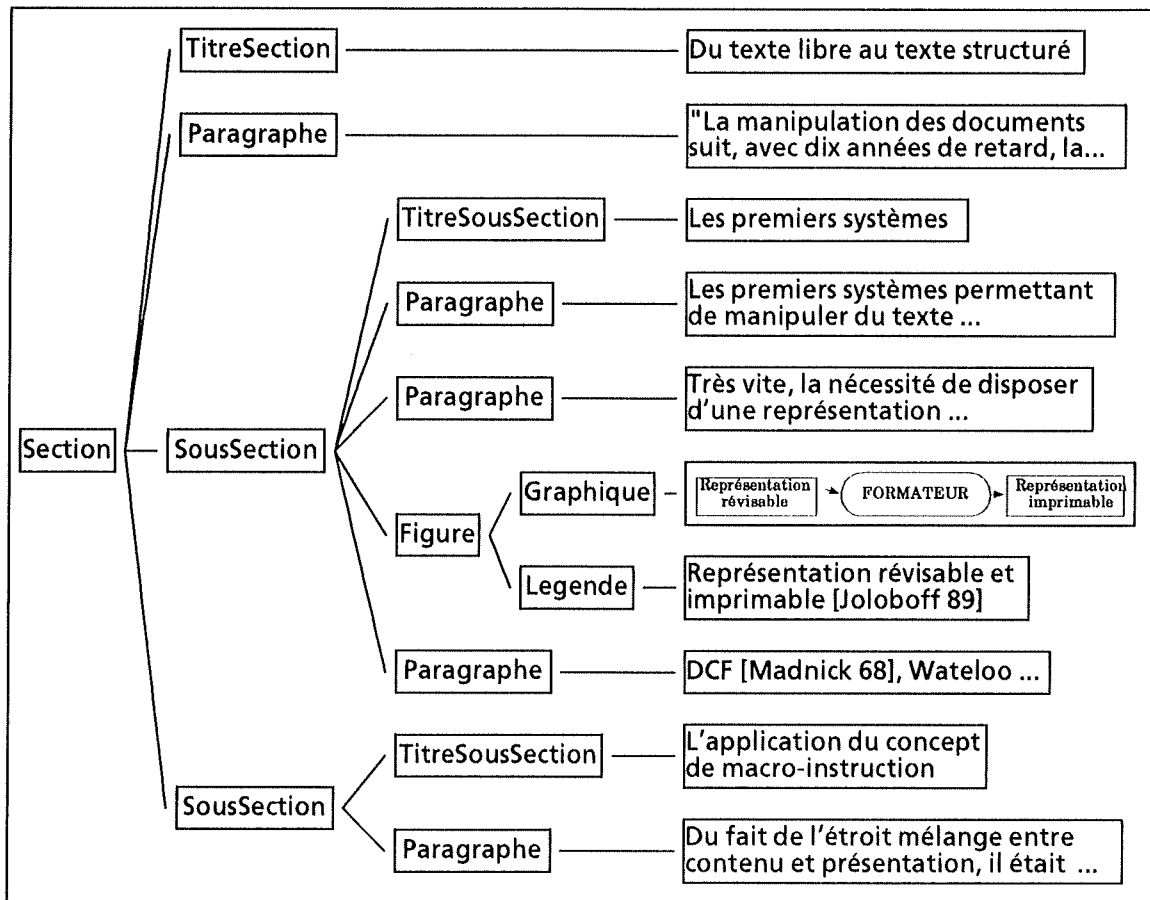 TitreSection
Du texte libre au texte structuré
Paragraphe
"La manipulation des documents
suit, avec dix années de retard, la...
TitreSousSection
Les premiers systèmes
Paragraphe
Les premiers systèmes permettant
de manipuler du texte ...
Paragraphe
Très vite, la nécessité de disposer
d'une représentation ...
Section
SousSection
Figure
Graphique
Représentation
révisable
FORMATEUR
Représentation
imprimable
Legende
Représentation révisable et
imprimable [Joloboff 89]
Paragraphe
DCF [Madnick 68], Wateloo ...
SousSection
TitreSousSection
L'application du concept
de macro-instruction
Paragraphe
Du fait de l'étroit mélange entre
contenu et présentation, il était ...